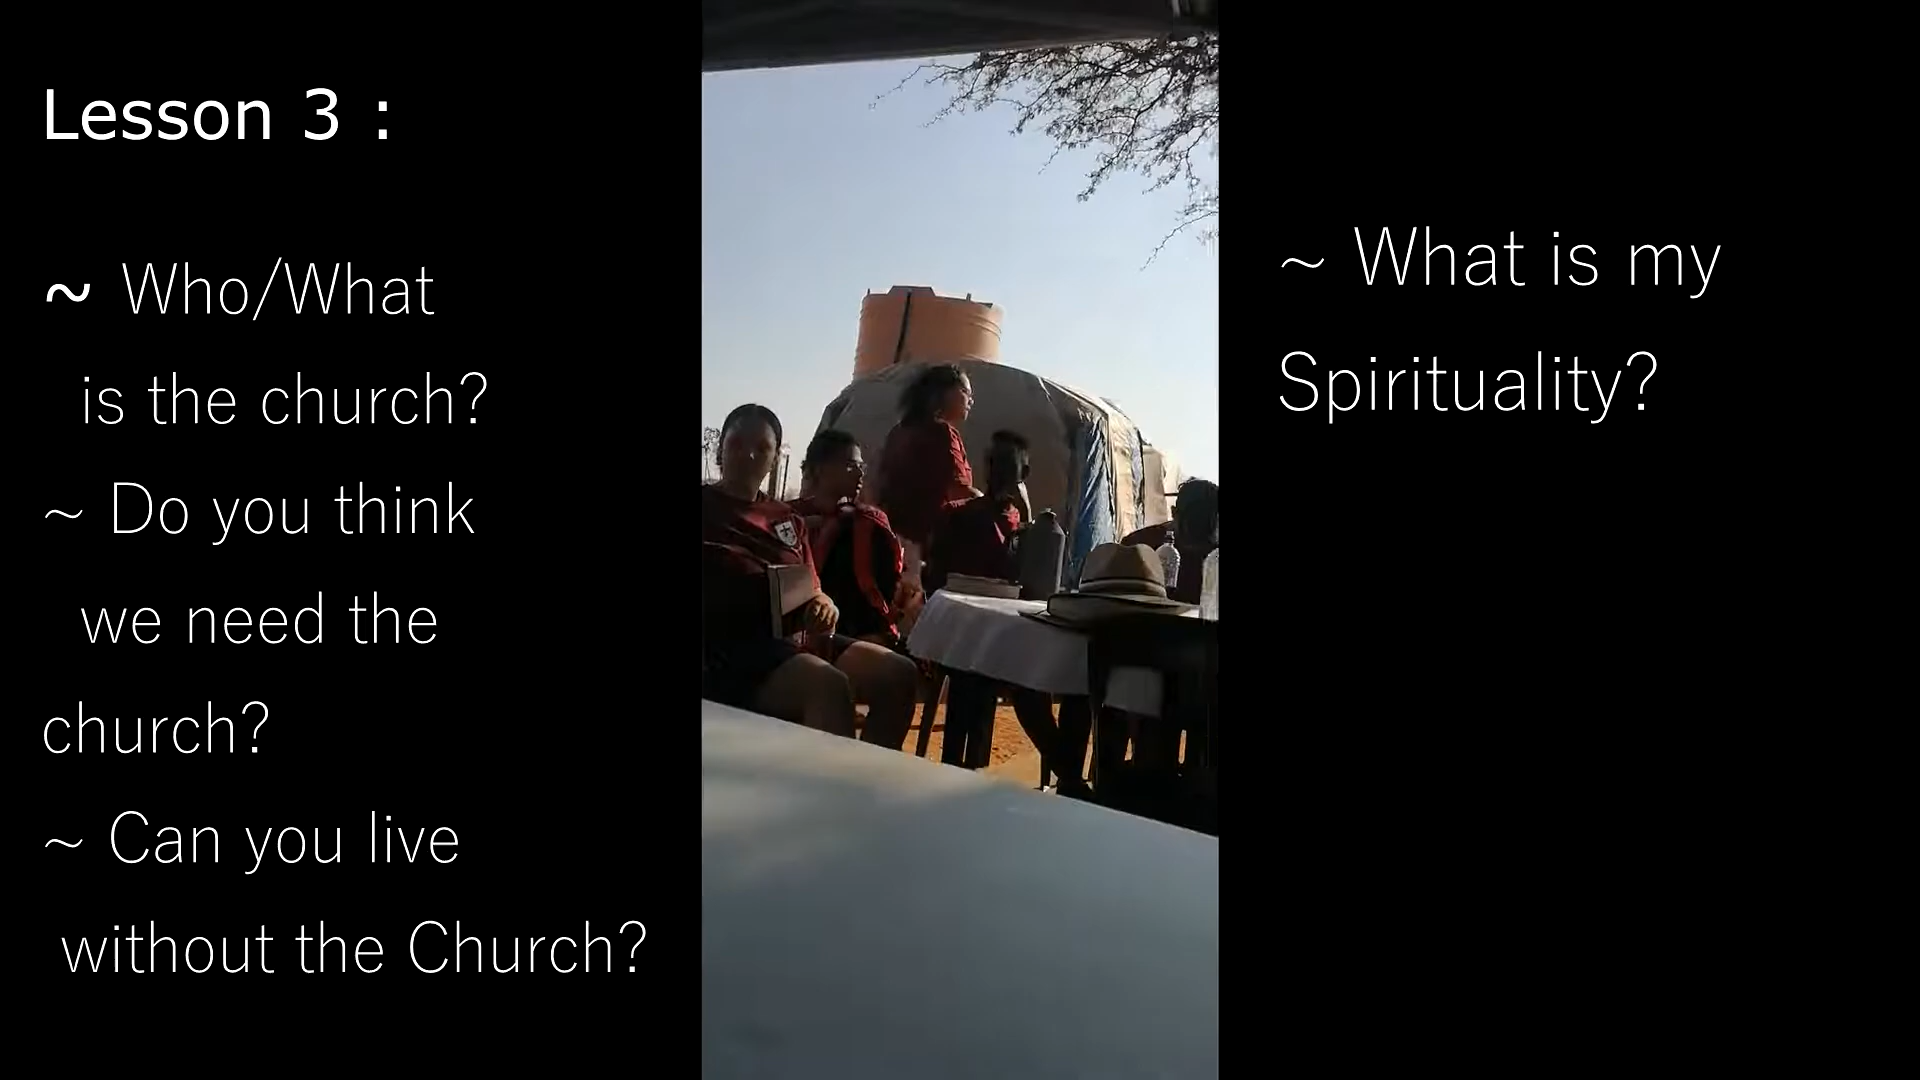 Lesson 3 :
~ Who/What
is the church?
~ Do you think
we need the
church?
~ Can you live
without the Church?
~ What is my
Spirituality?